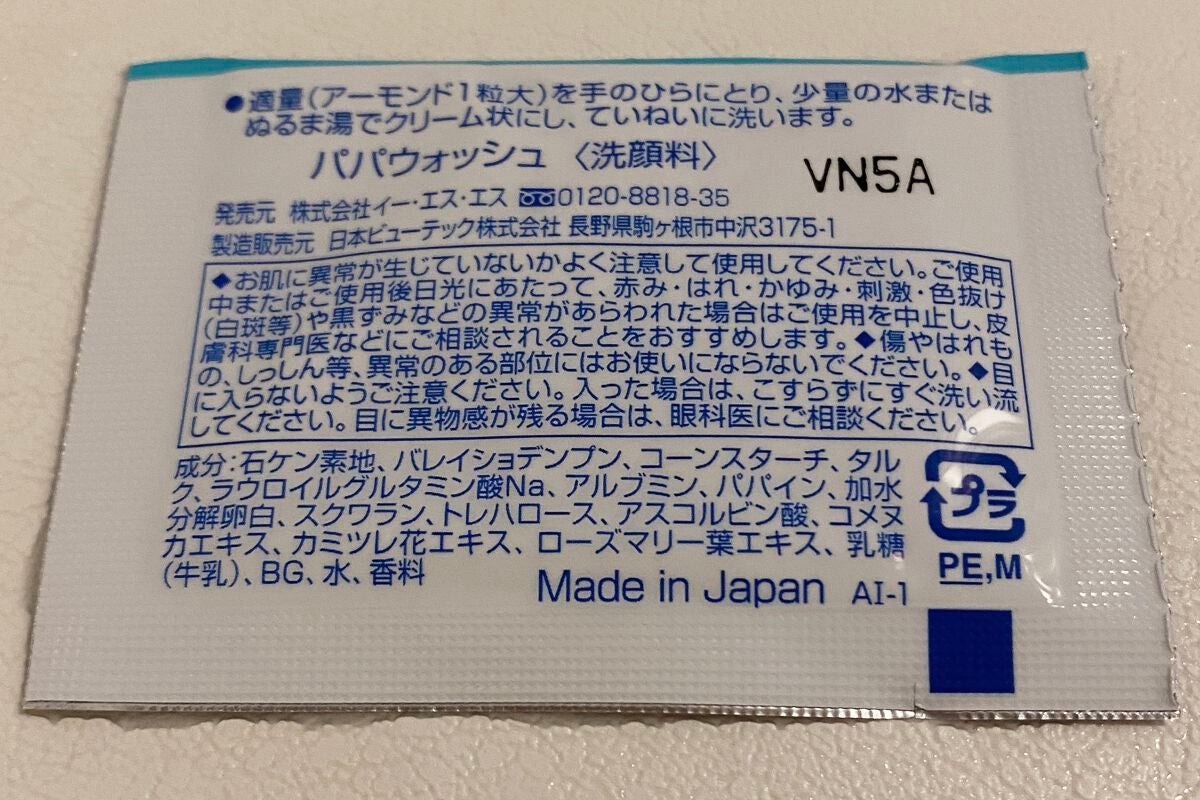 ●適量(アーモンド1粒大)を手のひらにとり、少量の水または
ぬるま湯でクリーム状にし、ていねいに洗います。
パパウォッシュ〈洗顔料〉
VN5A
発売元 株式会社イー・エス・エス 0120-8818-35
製造販売元 日本ビューテック株式会社 長野県駒ヶ根市中沢3175-1
◆お肌に異常が生じていないかよく注意して使用してください。ご使用
中またはご使用後日光にあたって、赤み・はれ・かゆみ・刺激・色抜け
(白斑等)や黒ずみなどの異常があらわれた場合はご使用を中止し、皮
膚科専門医などにご相談されることをおすすめします。◆傷やはれも
の、しっしん等、異常のある部位にはお使いにならないでください。◆目
に入らないようご注意ください。入った場合は、こすらずにすぐ洗い流
してください。目に異物感が残る場合は、眼科医にご相談ください。
成分:石ケン素地、バレイショデンプン、コーンスターチ、タル
ク、ラウロイルグルタミン酸Na、アルブミン、パパイン、加水
分解卵白、スクワラン、トレハロース、アスコルビン酸、コメヌ
カエキス、カミツレ花エキス、ローズマリー葉エキス、乳糖
(牛乳)、BG、水、香料
プラ
PE,M
Made in Japan AI-1